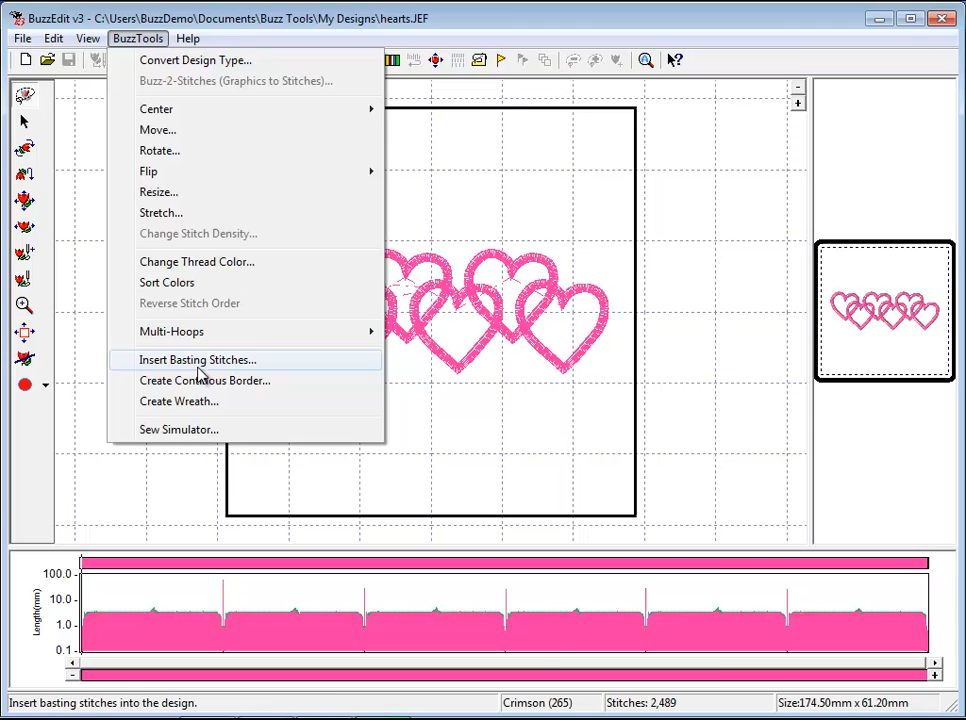 BuzzEdit v3 - C:\Users\BuzzDemo\Documents\Buzz Tools\My Designs\hearts.JEF
File Edit View BuzzTools Help
Convert Design Type...
Buzz-2-Stitches (Graphics to Stitches)...
Center
Move...
Rotate...
Flip
Resize...
Stretch...
Change Stitch Density...
Change Thread Color...
Sort Colors
Reverse Stitch Order
Multi-Hoops
Insert Basting Stitches...
Create Continuous Border...
Create Wreath...
Sew Simulator...
Length(mm)
100.0
10.0
1.0
0.1
Insert basting stitches into the design. Crimson (265) Stitches: 2,489 Size:174.50mm x 61.20mm